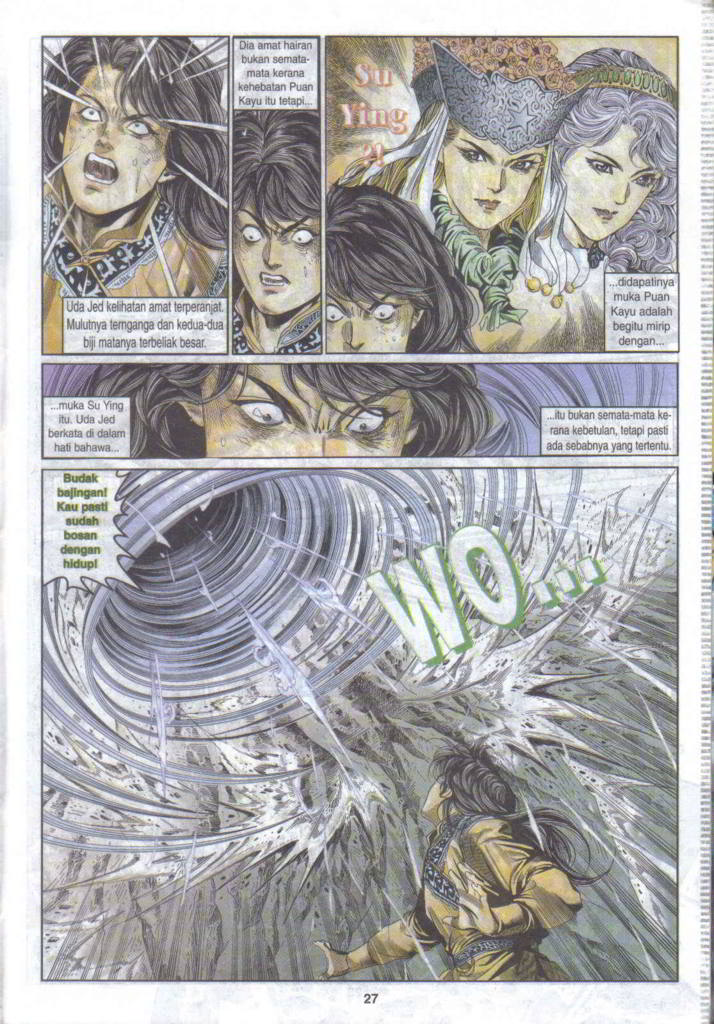 Uda Jed kelihatan amat terperanjat.
Mulutnya ternganga dan kedua-dua
biji matanya terbeliak besar.
Dia amat hairan
bukan semata-
mata kerana
kehebatan Puan
Kayu itu tetapi...
Su
Ying
?!
...didapatinya
muka Puan
Kayu adalah
begitu mirip
dengan...
...muka Su Ying
itu. Uda Jed
berkata di dalam
hati bahawa...
...itu bukan semata-mata ke-
rana kebetulan, tetapi pasti
ada sebabnya yang tertentu.
Budak
bajingan!
Kau pasti
sudah
bosan
dengan
hidup!
WO...
27